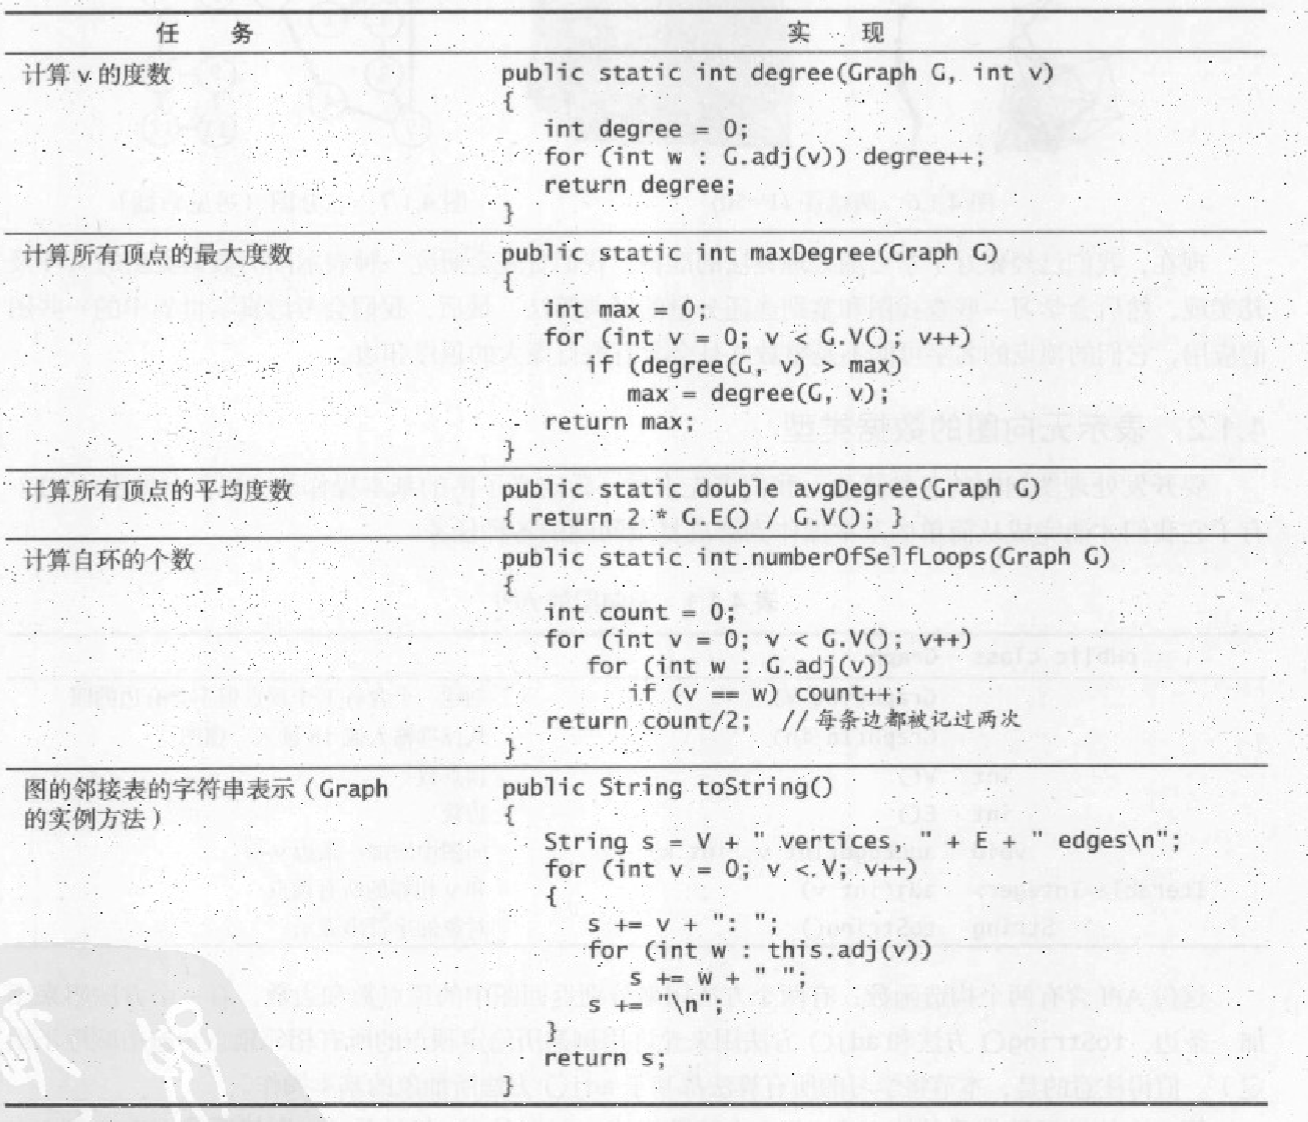 任 务 实 现
计算 v 的度数 public static int degree(Graph G, int v)
{
int degree = 0;
for (int w : G.adj(v)) degree++;
return degree;
}
计算所有顶点的最大度数 public static int maxDegree(Graph G)
{
int max = 0;
for (int v = 0; v < G.V(); v++)
if (degree(G, v) > max)
max = degree(G, v);
return max;
}
计算所有顶点的平均度数 public static double avgDegree(Graph G)
{ return 2 * G.E() / G.V(); }
计算自环的个数 public static int numberOfSelfLoops(Graph G)
{
int count = 0;
for (int v = 0; v < G.V(); v++)
for (int w : G.adj(v))
if (v == w) count++;
return count/2; // 每条边都被记过两次
}
图的邻接表的字符串表示（Graph public String toString()
的实例方法） {
String s = V + " vertices, " + E + " edges\n";
for (int v = 0; v < V; v++)
{
s += v + ": ";
for (int w : this.adj(v))
s += w + " ";
s += "\n";
}
return s;
}